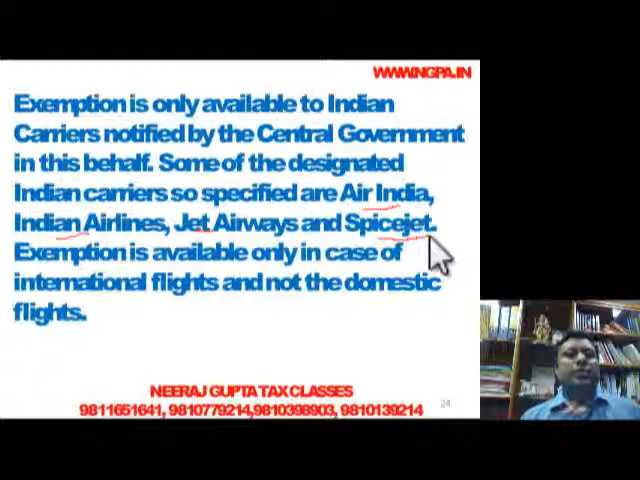 WWW.NGPA.IN
Exemption is only available to Indian
Carriers notified by the Central Government
in this behalf. Some of the designated
Indian carriers so specified are Air India,
Indian Airlines, Jet Airways and Spicejet.
Exemption is available only in case of
international flights and not the domestic
flights.
NEERAJ GUPTA TAX CLASSES
9811651641, 9810779214,9810398903, 9810139214
24